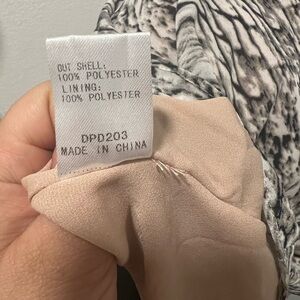 OUT SHELL:
100% POLYESTER
LINING:
100% POLYESTER
DPD203
MADE IN CHINA